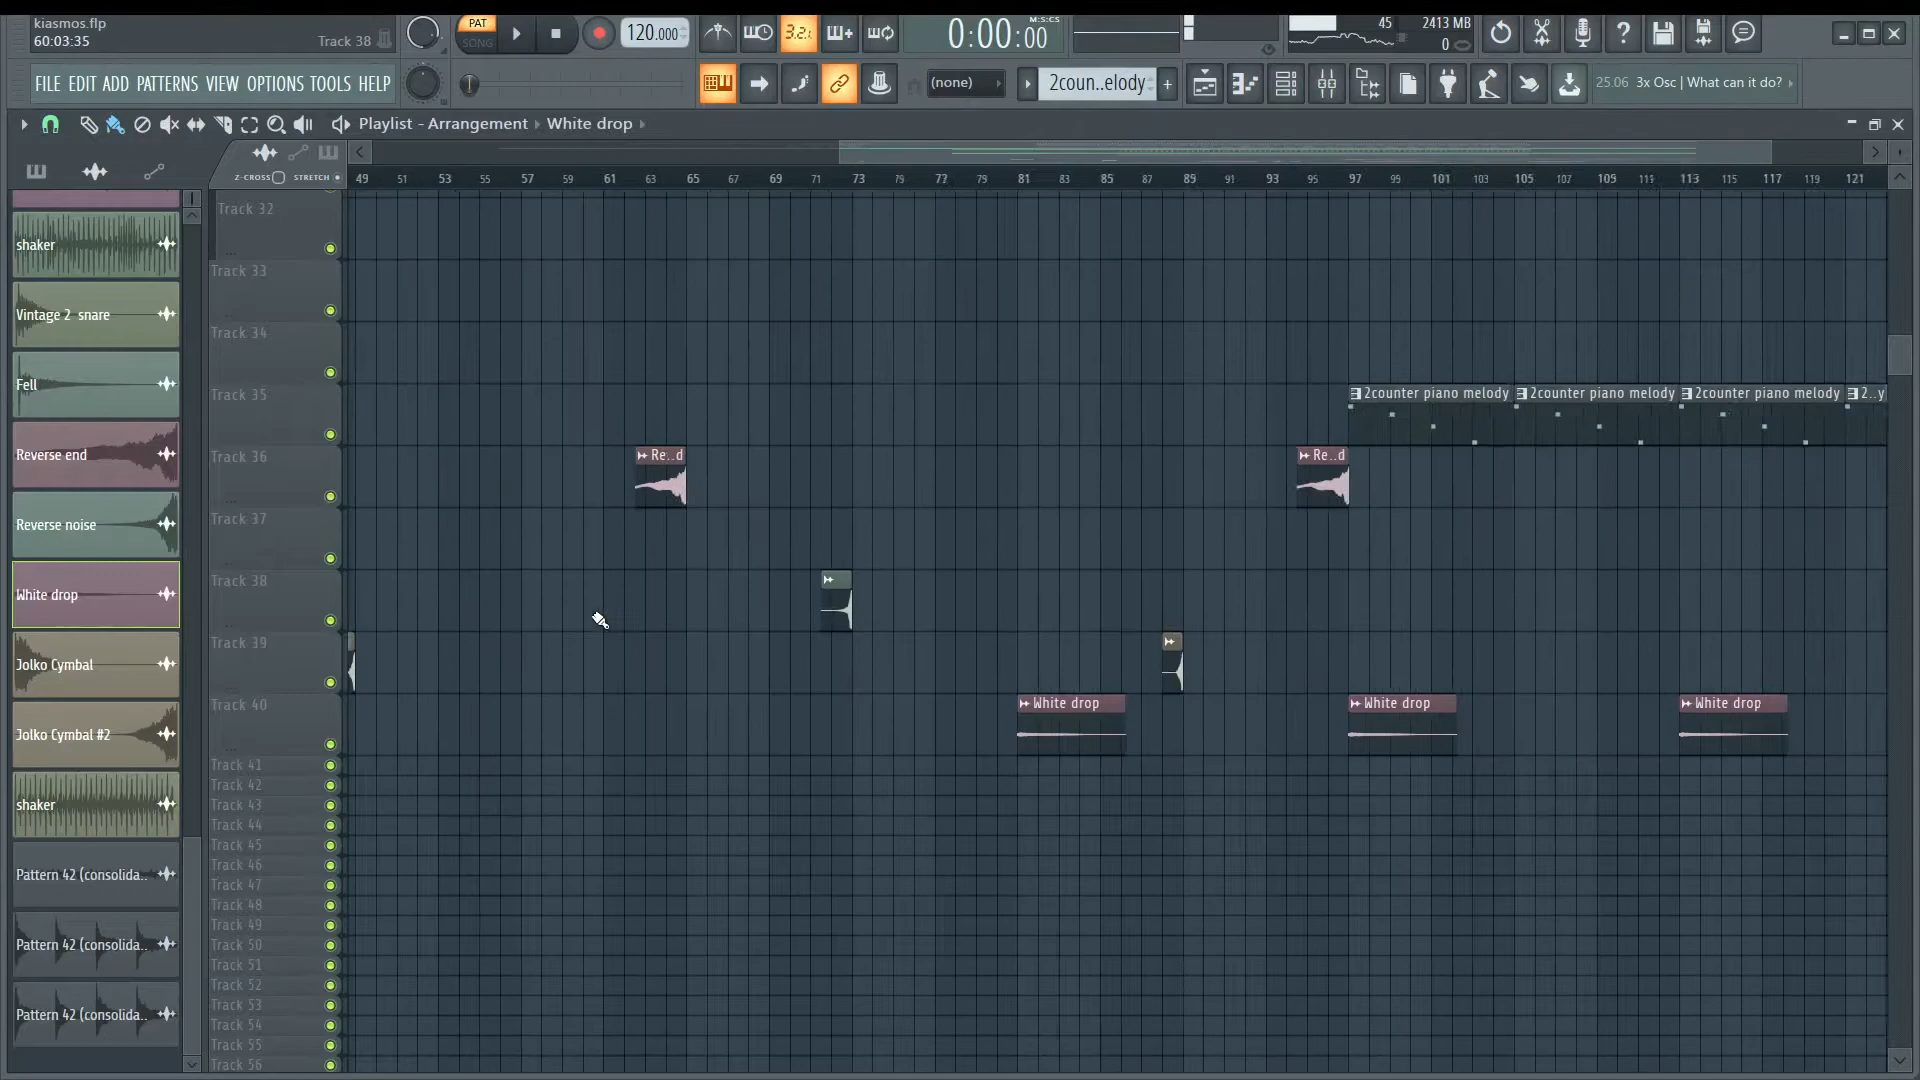 kiasmos.flp
60:03:35
Track 38
PAT
SONG
120.000
3.2.1
0:00:00
M:S:CS
45
2413 MB
0
FILE EDIT ADD PATTERNS VIEW OPTIONS TOOLS HELP
(none)
2coun..elody
25.06 3x Osc | What can it do?
Playlist - Arrangement
White drop
Z-CROSS
STRETCH
49 51 53 55 57 59 61 63 65 67 69 71 73 79 77 79 81 83 85 87 89 91 93 95 97 99 101 103 105 107 109 111 113 115 117 119 121
shaker
Vintage 2 snare
Fell
Reverse end
Reverse noise
White drop
Jolko Cymbal
Jolko Cymbal #2
shaker
Pattern 42 (consolida..
Pattern 42 (consolida..
Pattern 42 (consolida..
Track 32
Track 33
Track 34
Track 35
2counter piano melody
2counter piano melody
2counter piano melody
2..y
Track 36
Re..d
Re..d
Track 37
Track 38
Track 39
Track 40
White drop
White drop
White drop
Track 41
Track 42
Track 43
Track 44
Track 45
Track 46
Track 47
Track 48
Track 49
Track 50
Track 51
Track 52
Track 53
Track 54
Track 55
Track 56